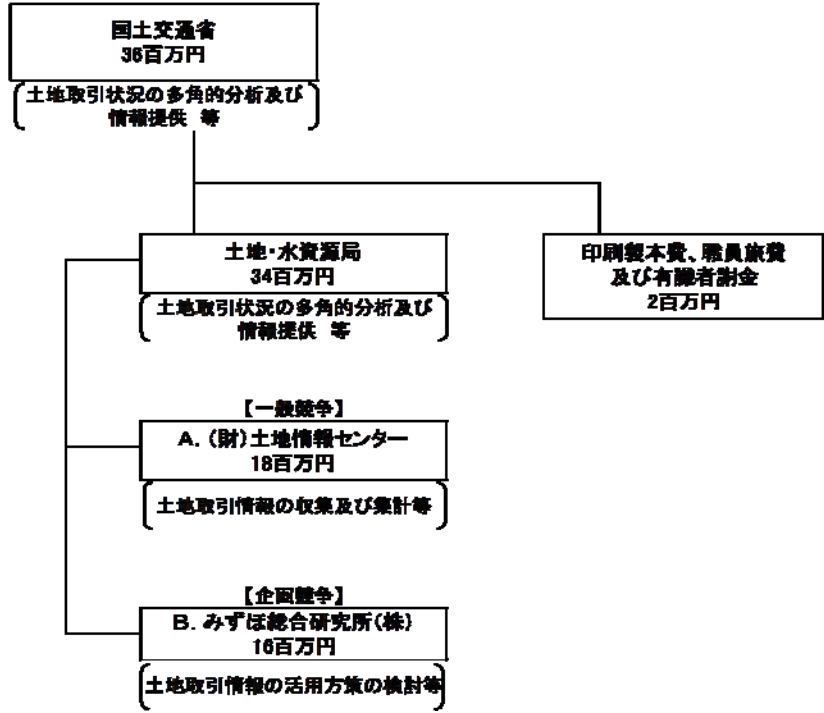 国土交通省
36百万円
土地取引状況の多角的分析及び
情報提供 等
土地・水資源局
34百万円
土地取引状況の多角的分析及び
情報提供 等
印刷製本費、職員旅費
及び有識者謝金
2百万円
【一般競争】
A．（財）土地情報センター
18百万円
土地取引情報の収集及び集計等
【企画競争】
B．みずほ総合研究所（株）
16百万円
土地取引情報の活用方策の検討等